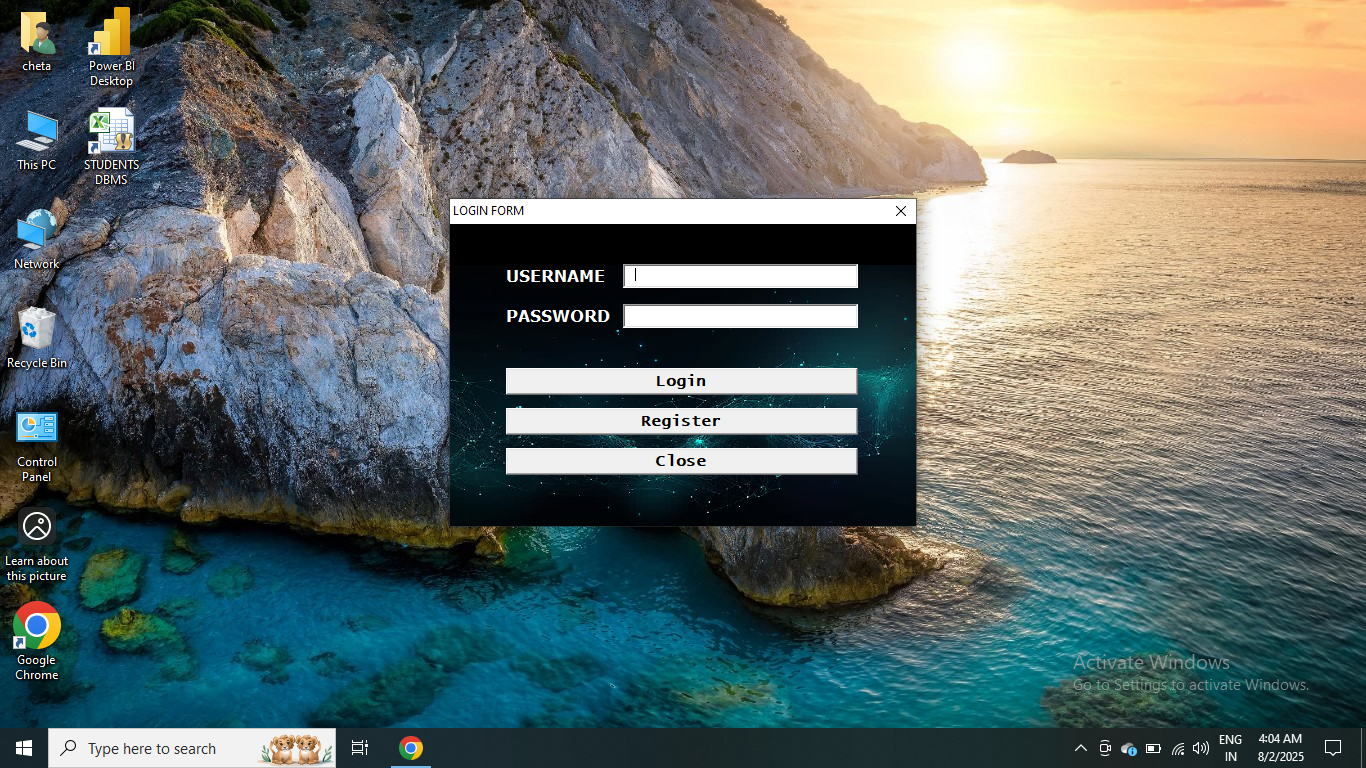 cheta
Power BI
Desktop
This PC
STUDENTS
DBMS
Network
Recycle Bin
Control
Panel
Learn about
this picture
Google
Chrome
LOGIN FORM
USERNAME
PASSWORD
Login
Register
Close
Activate Windows
Go to Settings to activate Windows.
Type here to search
ENG
IN
4:04 AM
8/2/2025